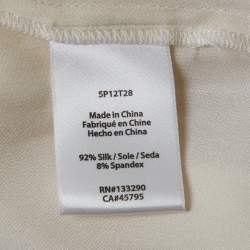 SP12T28
Made in China
Fabriqué en Chine
Hecho en China
92% Silk / Soie / Seda
8% Spandex
RN#133290
CA#45795